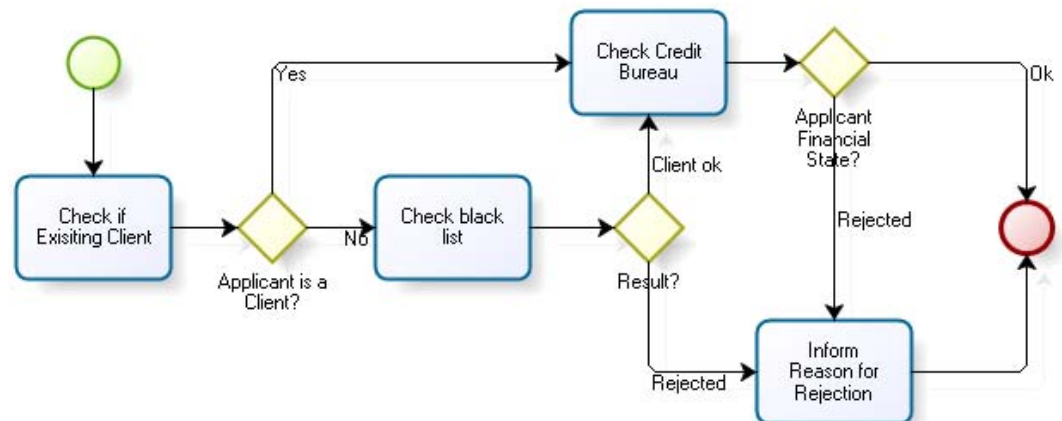 Check Credit
Bureau
Yes
Ok
Applicant
Financial
State?
Client ok
Check if
Exisiting Client
Check black
list
No
Rejected
Applicant is a
Client?
Result?
Inform
Reason for
Rejection
Rejected